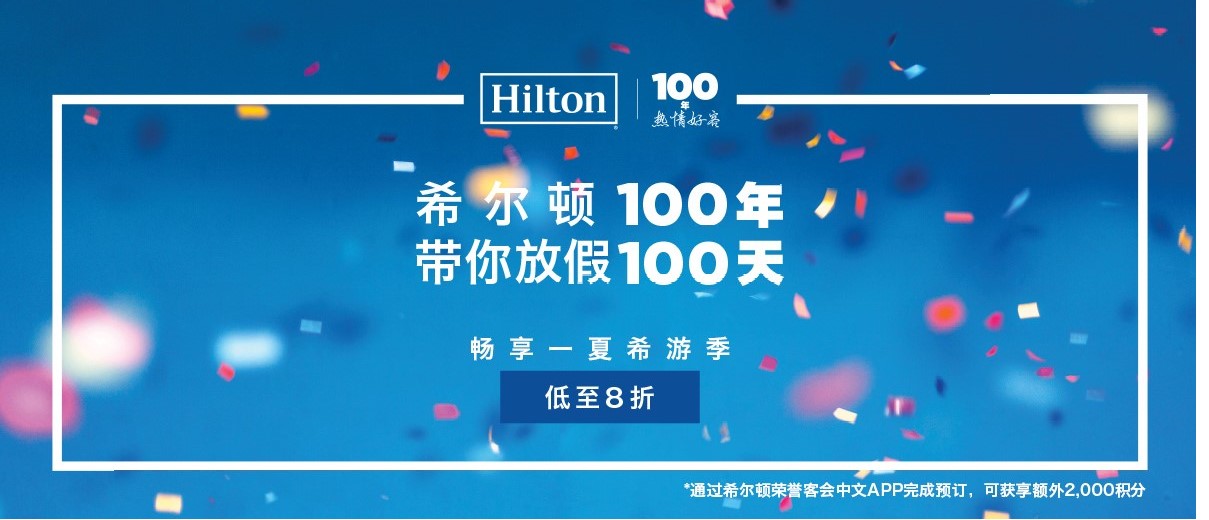 Hilton
100
年
热情好客
希尔顿 100年
带你放假100天
畅享一夏希游季
低至8折
*通过希尔顿荣誉客会中文APP完成预订，可获享额外2,000积分